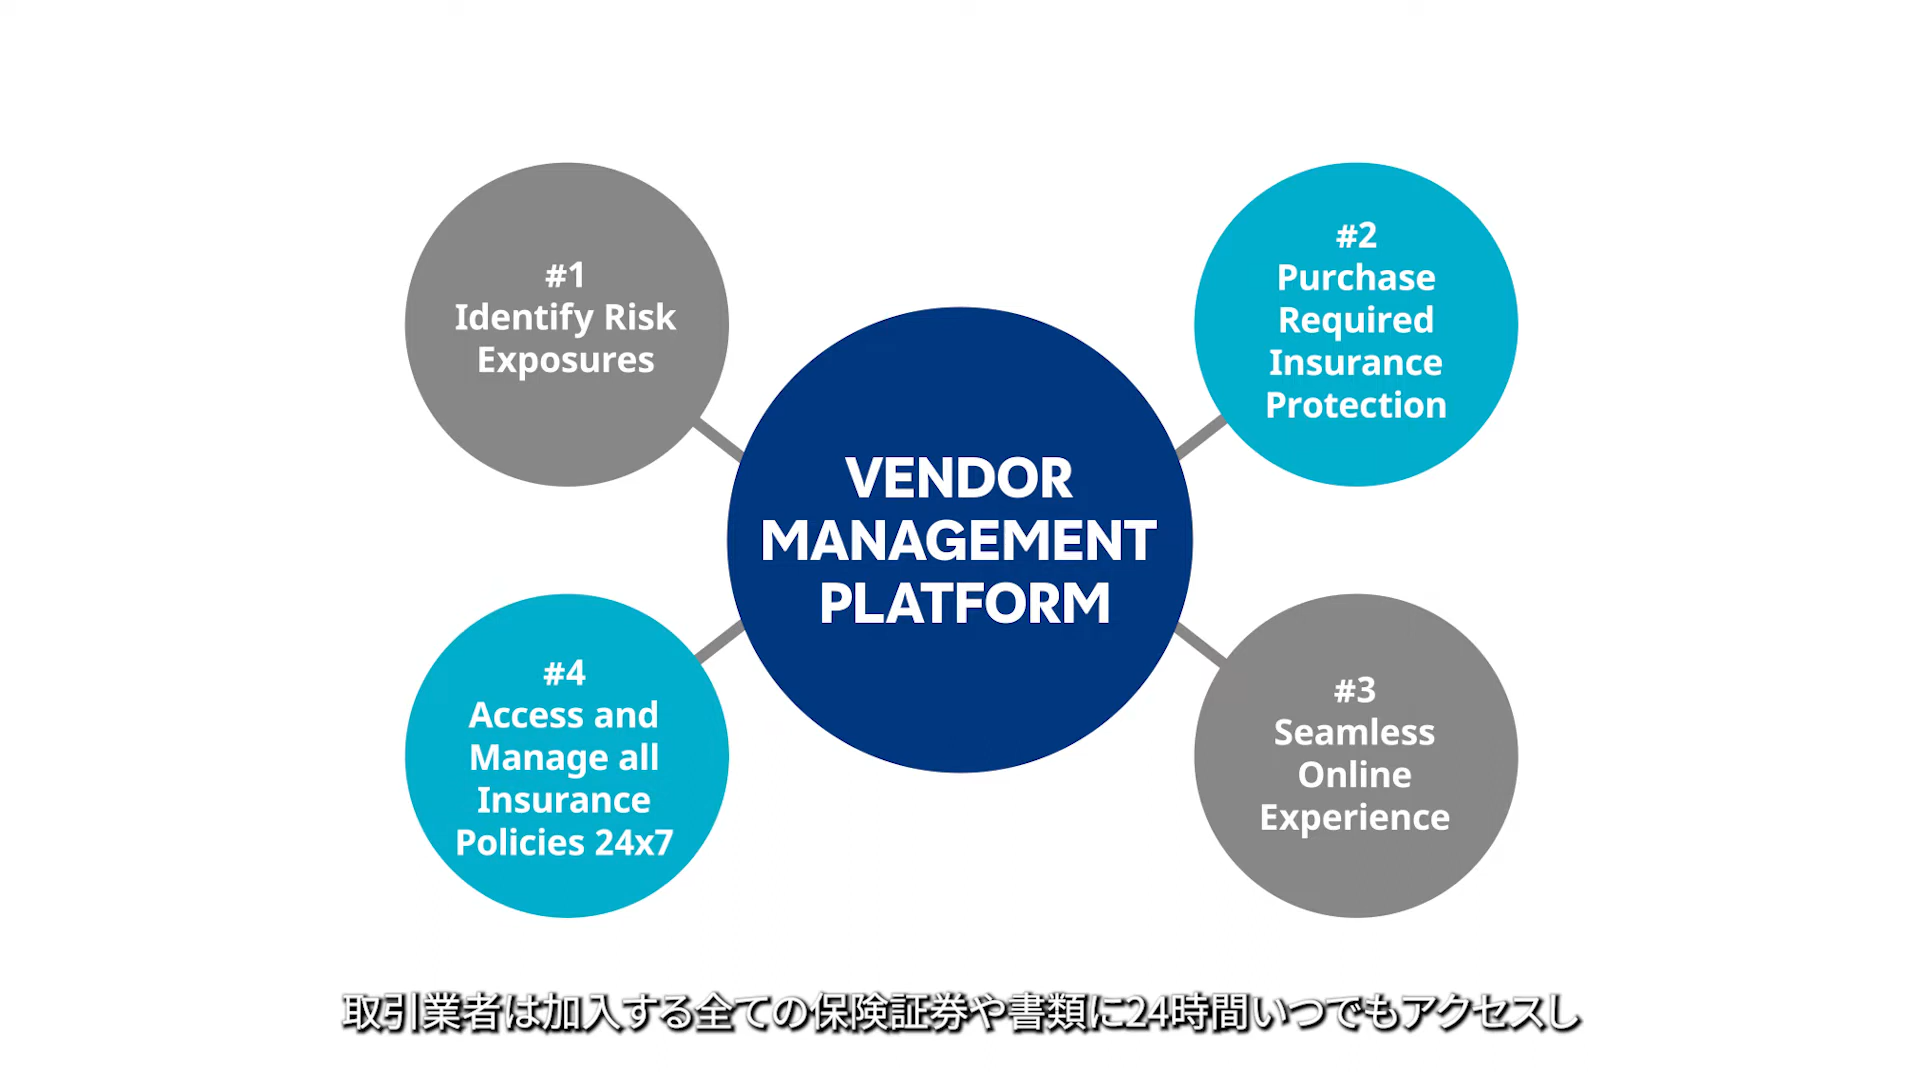 #1
Identify Risk
Exposures
#2
Purchase
Required
Insurance
Protection
VENDOR
MANAGEMENT
PLATFORM
#4
Access and
Manage all
Insurance
Policies 24x7
#3
Seamless
Online
Experience
取引業者は加入する全ての保険証券や書類に24時間いつでもアクセスし